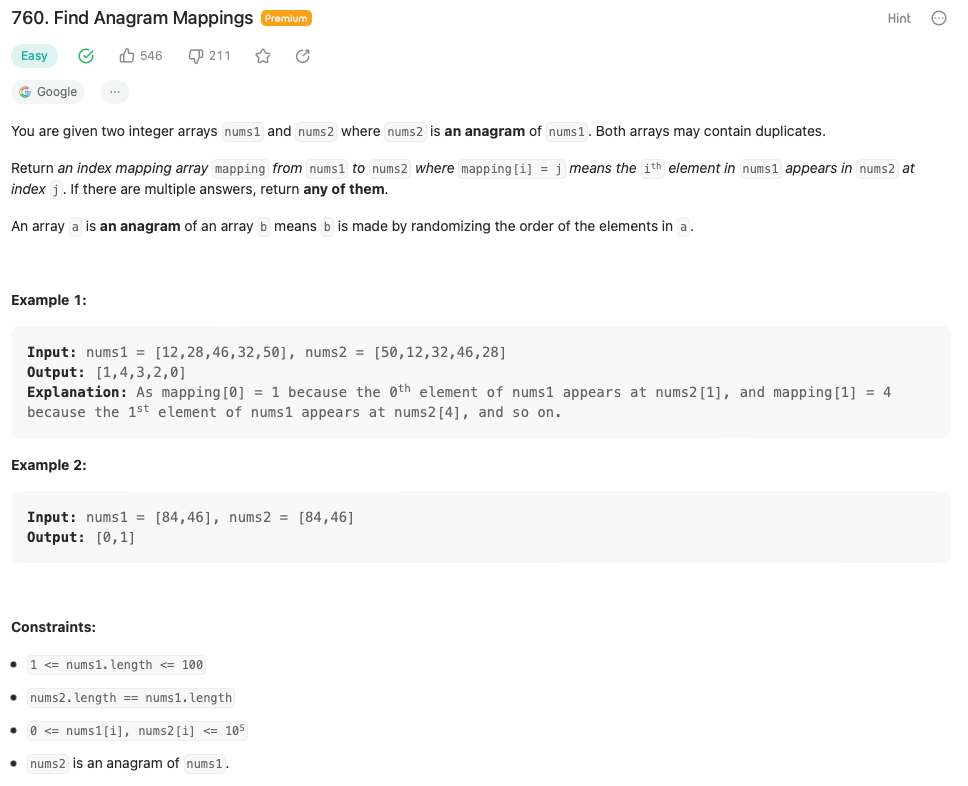 760. Find Anagram Mappings Premium Hint
Easy 546 211
Google ...
You are given two integer arrays nums1 and nums2 where nums2 is an anagram of nums1. Both arrays may contain duplicates.
Return an index mapping array mapping from nums1 to nums2 where mapping[i] = j means the ith element in nums1 appears in nums2 at
index j. If there are multiple answers, return any of them.
An array a is an anagram of an array b means b is made by randomizing the order of the elements in a.
Example 1:
Input: nums1 = [12,28,46,32,50], nums2 = [50,12,32,46,28]
Output: [1,4,3,2,0]
Explanation: As mapping[0] = 1 because the 0th element of nums1 appears at nums2[1], and mapping[1] = 4
because the 1st element of nums1 appears at nums2[4], and so on.
Example 2:
Input: nums1 = [84,46], nums2 = [84,46]
Output: [0,1]
Constraints:
• 1 <= nums1.length <= 100
• nums2.length == nums1.length
• 0 <= nums1[i], nums2[i] <= 10⁵
• nums2 is an anagram of nums1.